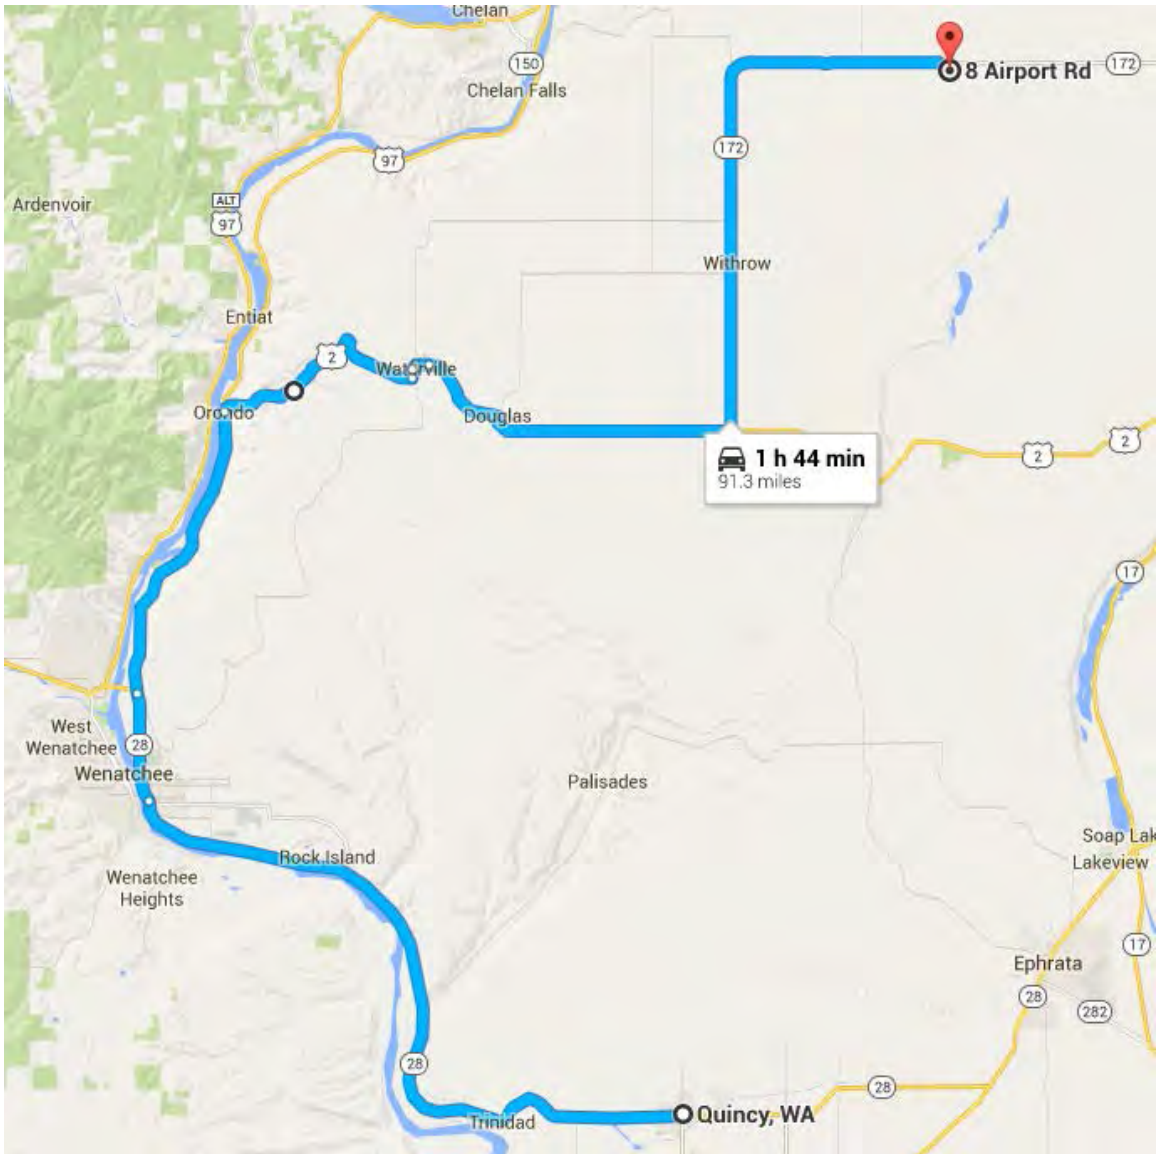 Chelan
150
Chelan Falls
8 Airport Rd
172
172
97
Ardenvoir
ALT
97
Withrow
Entiat
2
Waterville
Orondo
Douglas
1 h 44 min
91.3 miles
2
2
17
West
Wenatchee
28
Wenatchee
Palisades
Soap Lak
Lakeview
Rock Island
Wenatchee
Heights
17
Ephrata
28
282
28
28
Trinidad
Quincy, WA